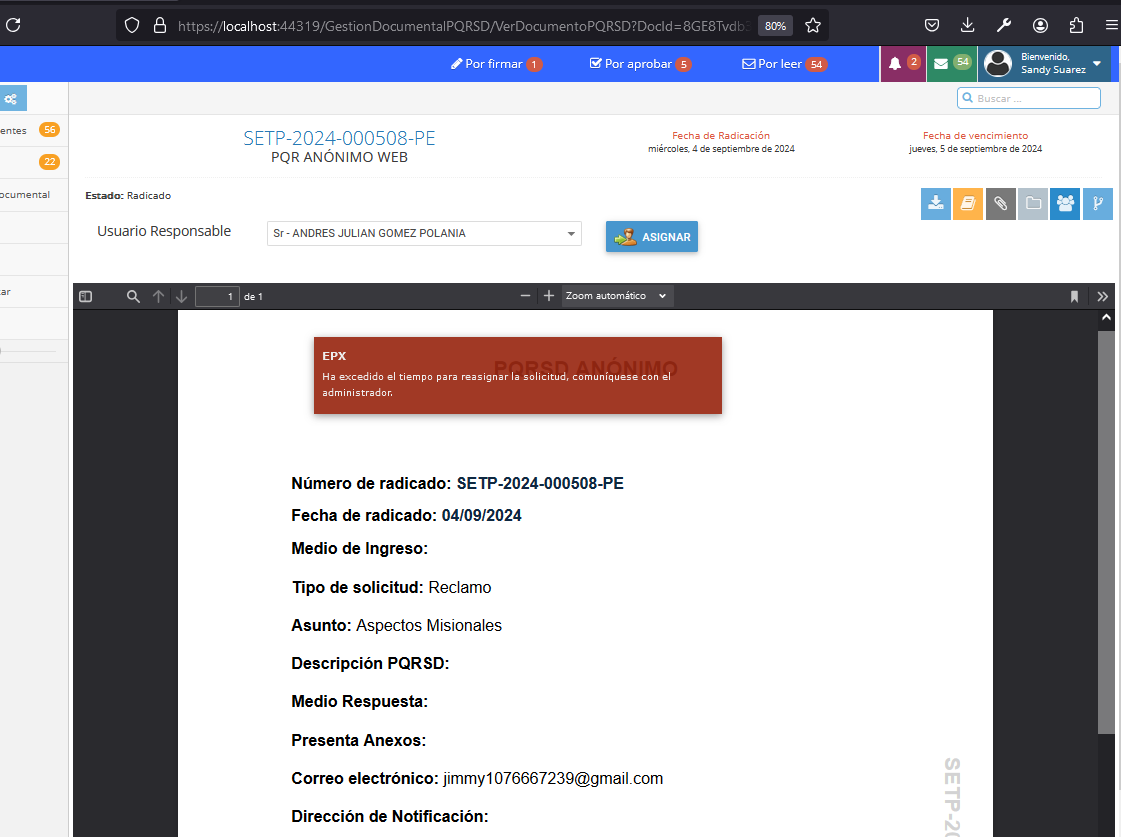 https://localhost:44319/GestionDocumentalPQRSD/VerDocumentoPQRSD?DocId=8GE8Tvdb
80%
Por firmar 1
Por aprobar 5
Por leer 54
2
54
Bienvenido,
Sandy Suarez
Buscar ...
entes 56
22
ocumental
ar
SETP-2024-000508-PE
PQR ANÓNIMO WEB
Fecha de Radicación
miércoles, 4 de septiembre de 2024
Fecha de vencimiento
jueves, 5 de septiembre de 2024
Estado: Radicado
Usuario Responsable
Sr - ANDRES JULIAN GOMEZ POLANIA
ASIGNAR
1 de 1
Zoom automático
PQRSD ANÓNIMO
EPX
Ha excedido el tiempo para reasignar la solicitud, comuníquese con el
administrador.
Número de radicado: SETP-2024-000508-PE
Fecha de radicado: 04/09/2024
Medio de Ingreso:
Tipo de solicitud: Reclamo
Asunto: Aspectos Misionales
Descripción PQRSD:
Medio Respuesta:
Presenta Anexos:
Correo electrónico: jimmy1076667239@gmail.com
Dirección de Notificación:
SETP-20